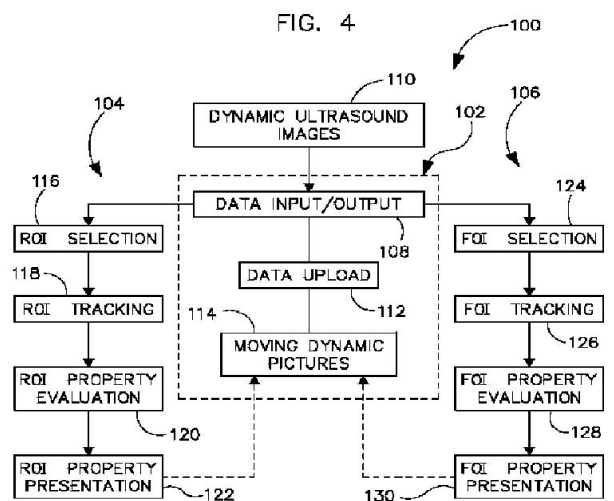 FIG. 4
100
110
104
106
DYNAMIC ULTRASOUND
IMAGES
102
116
124
DATA INPUT/OUTPUT
ROI SELECTION
108
FOI SELECTION
118
DATA UPLOAD
ROI TRACKING
114
112
FOI TRACKING
126
MOVING DYNAMIC
PICTURES
ROI PROPERTY
EVALUATION
FOI PROPERTY
EVALUATION
120
128
ROI PROPERTY
PRESENTATION
122
FOI PROPERTY
PRESENTATION
130